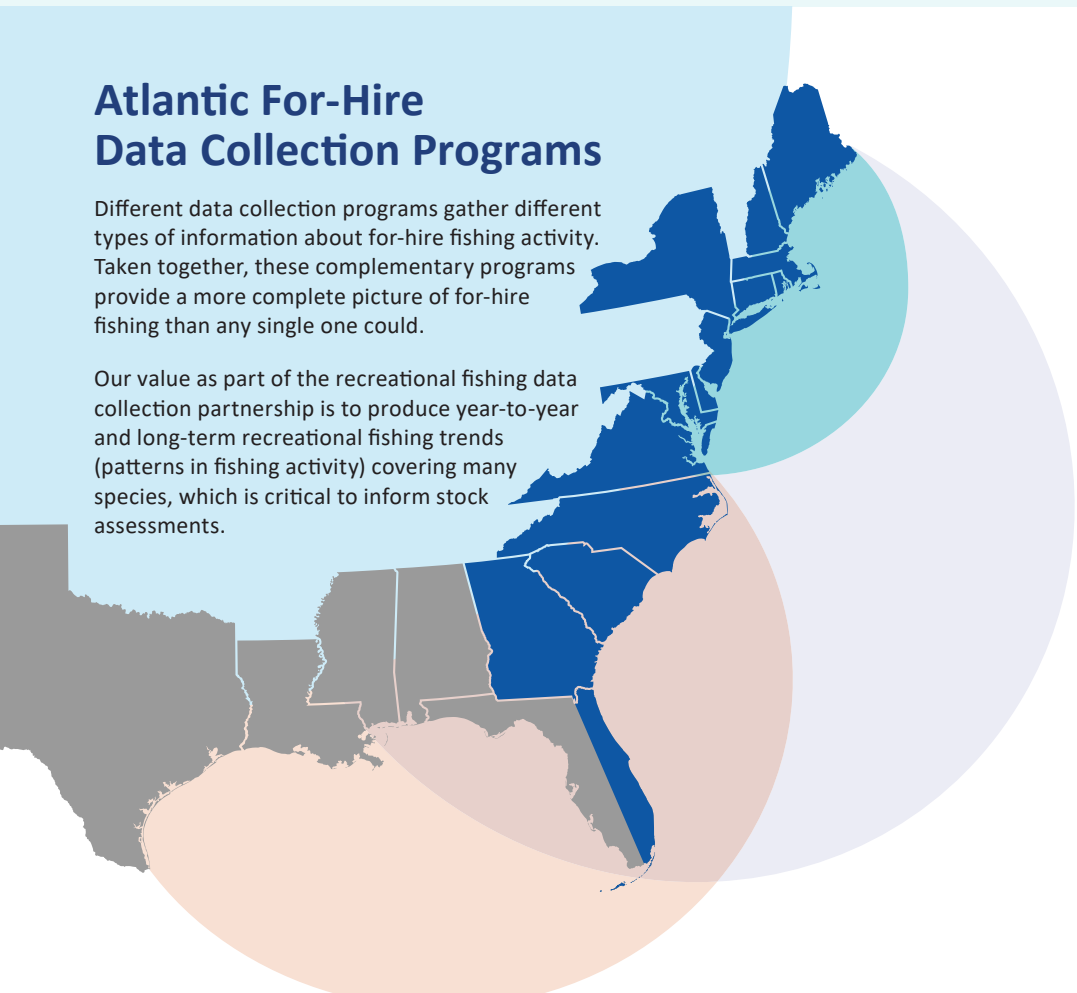 Atlantic For-Hire
Data Collection Programs
Different data collection programs gather different
types of information about for-hire fishing activity.
Taken together, these complementary programs
provide a more complete picture of for-hire
fishing than any single one could.
Our value as part of the recreational fishing data
collection partnership is to produce year-to-year
and long-term recreational fishing trends
(patterns in fishing activity) covering many
species, which is critical to inform stock
assessments.